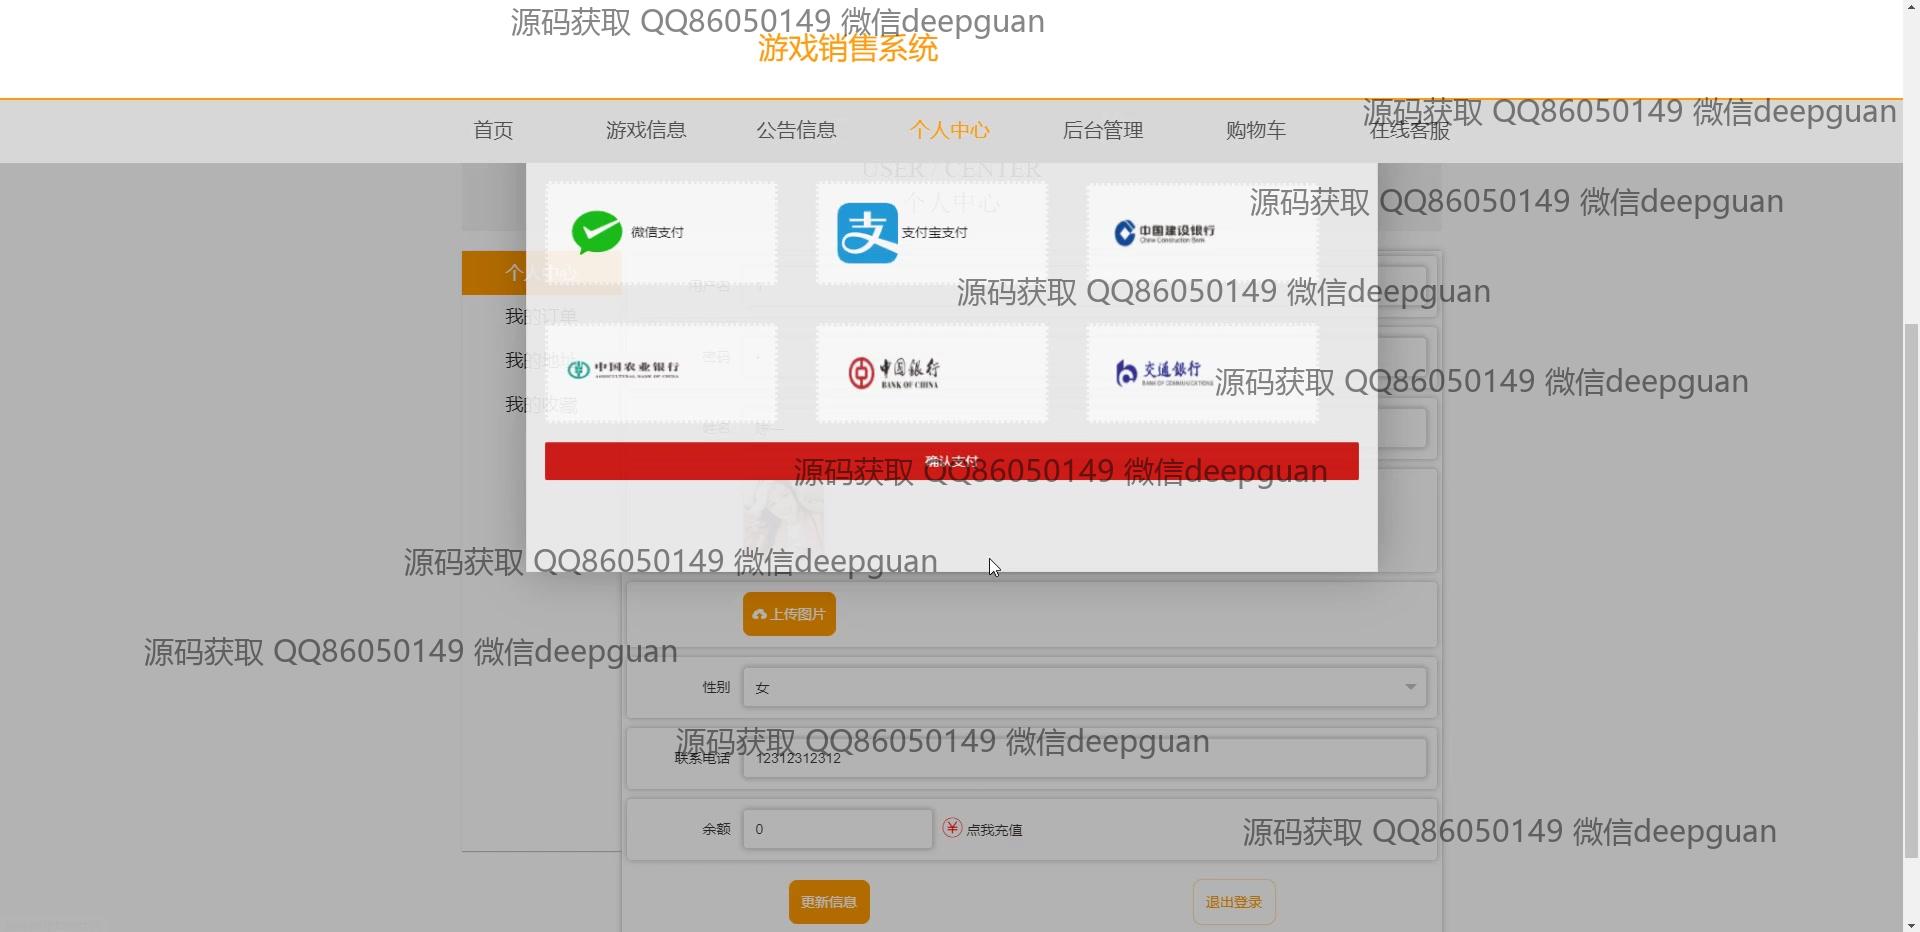 源码获取 QQ86050149 微信deepguan
游戏销售系统
源码获取 QQ86050149 微信deepguan
首页 游戏信息 公告信息 个人中心 后台管理 购物车 在线客服
USER / CENTER
个人中心
源码获取 QQ86050149 微信deepguan
微信支付 支付宝支付 中国建设银行
China Construction Bank
个人中心
用户名
源码获取 QQ86050149 微信deepguan
我的订单
我的地址
密码
中国农业银行
AGRICULTURAL BANK OF CHINA
中国银行
BANK OF CHINA
交通银行
BANK OF COMMUNICATIONS
源码获取 QQ86050149 微信deepguan
我的收藏
姓名
确认支付
源码获取 QQ86050149 微信deepguan
源码获取 QQ86050149 微信deepguan
上传图片
源码获取 QQ86050149 微信deepguan
性别 女
源码获取 QQ86050149 微信deepguan
联系电话 12312312312
余额 0 点我充值
源码获取 QQ86050149 微信deepguan
更新信息 退出登录